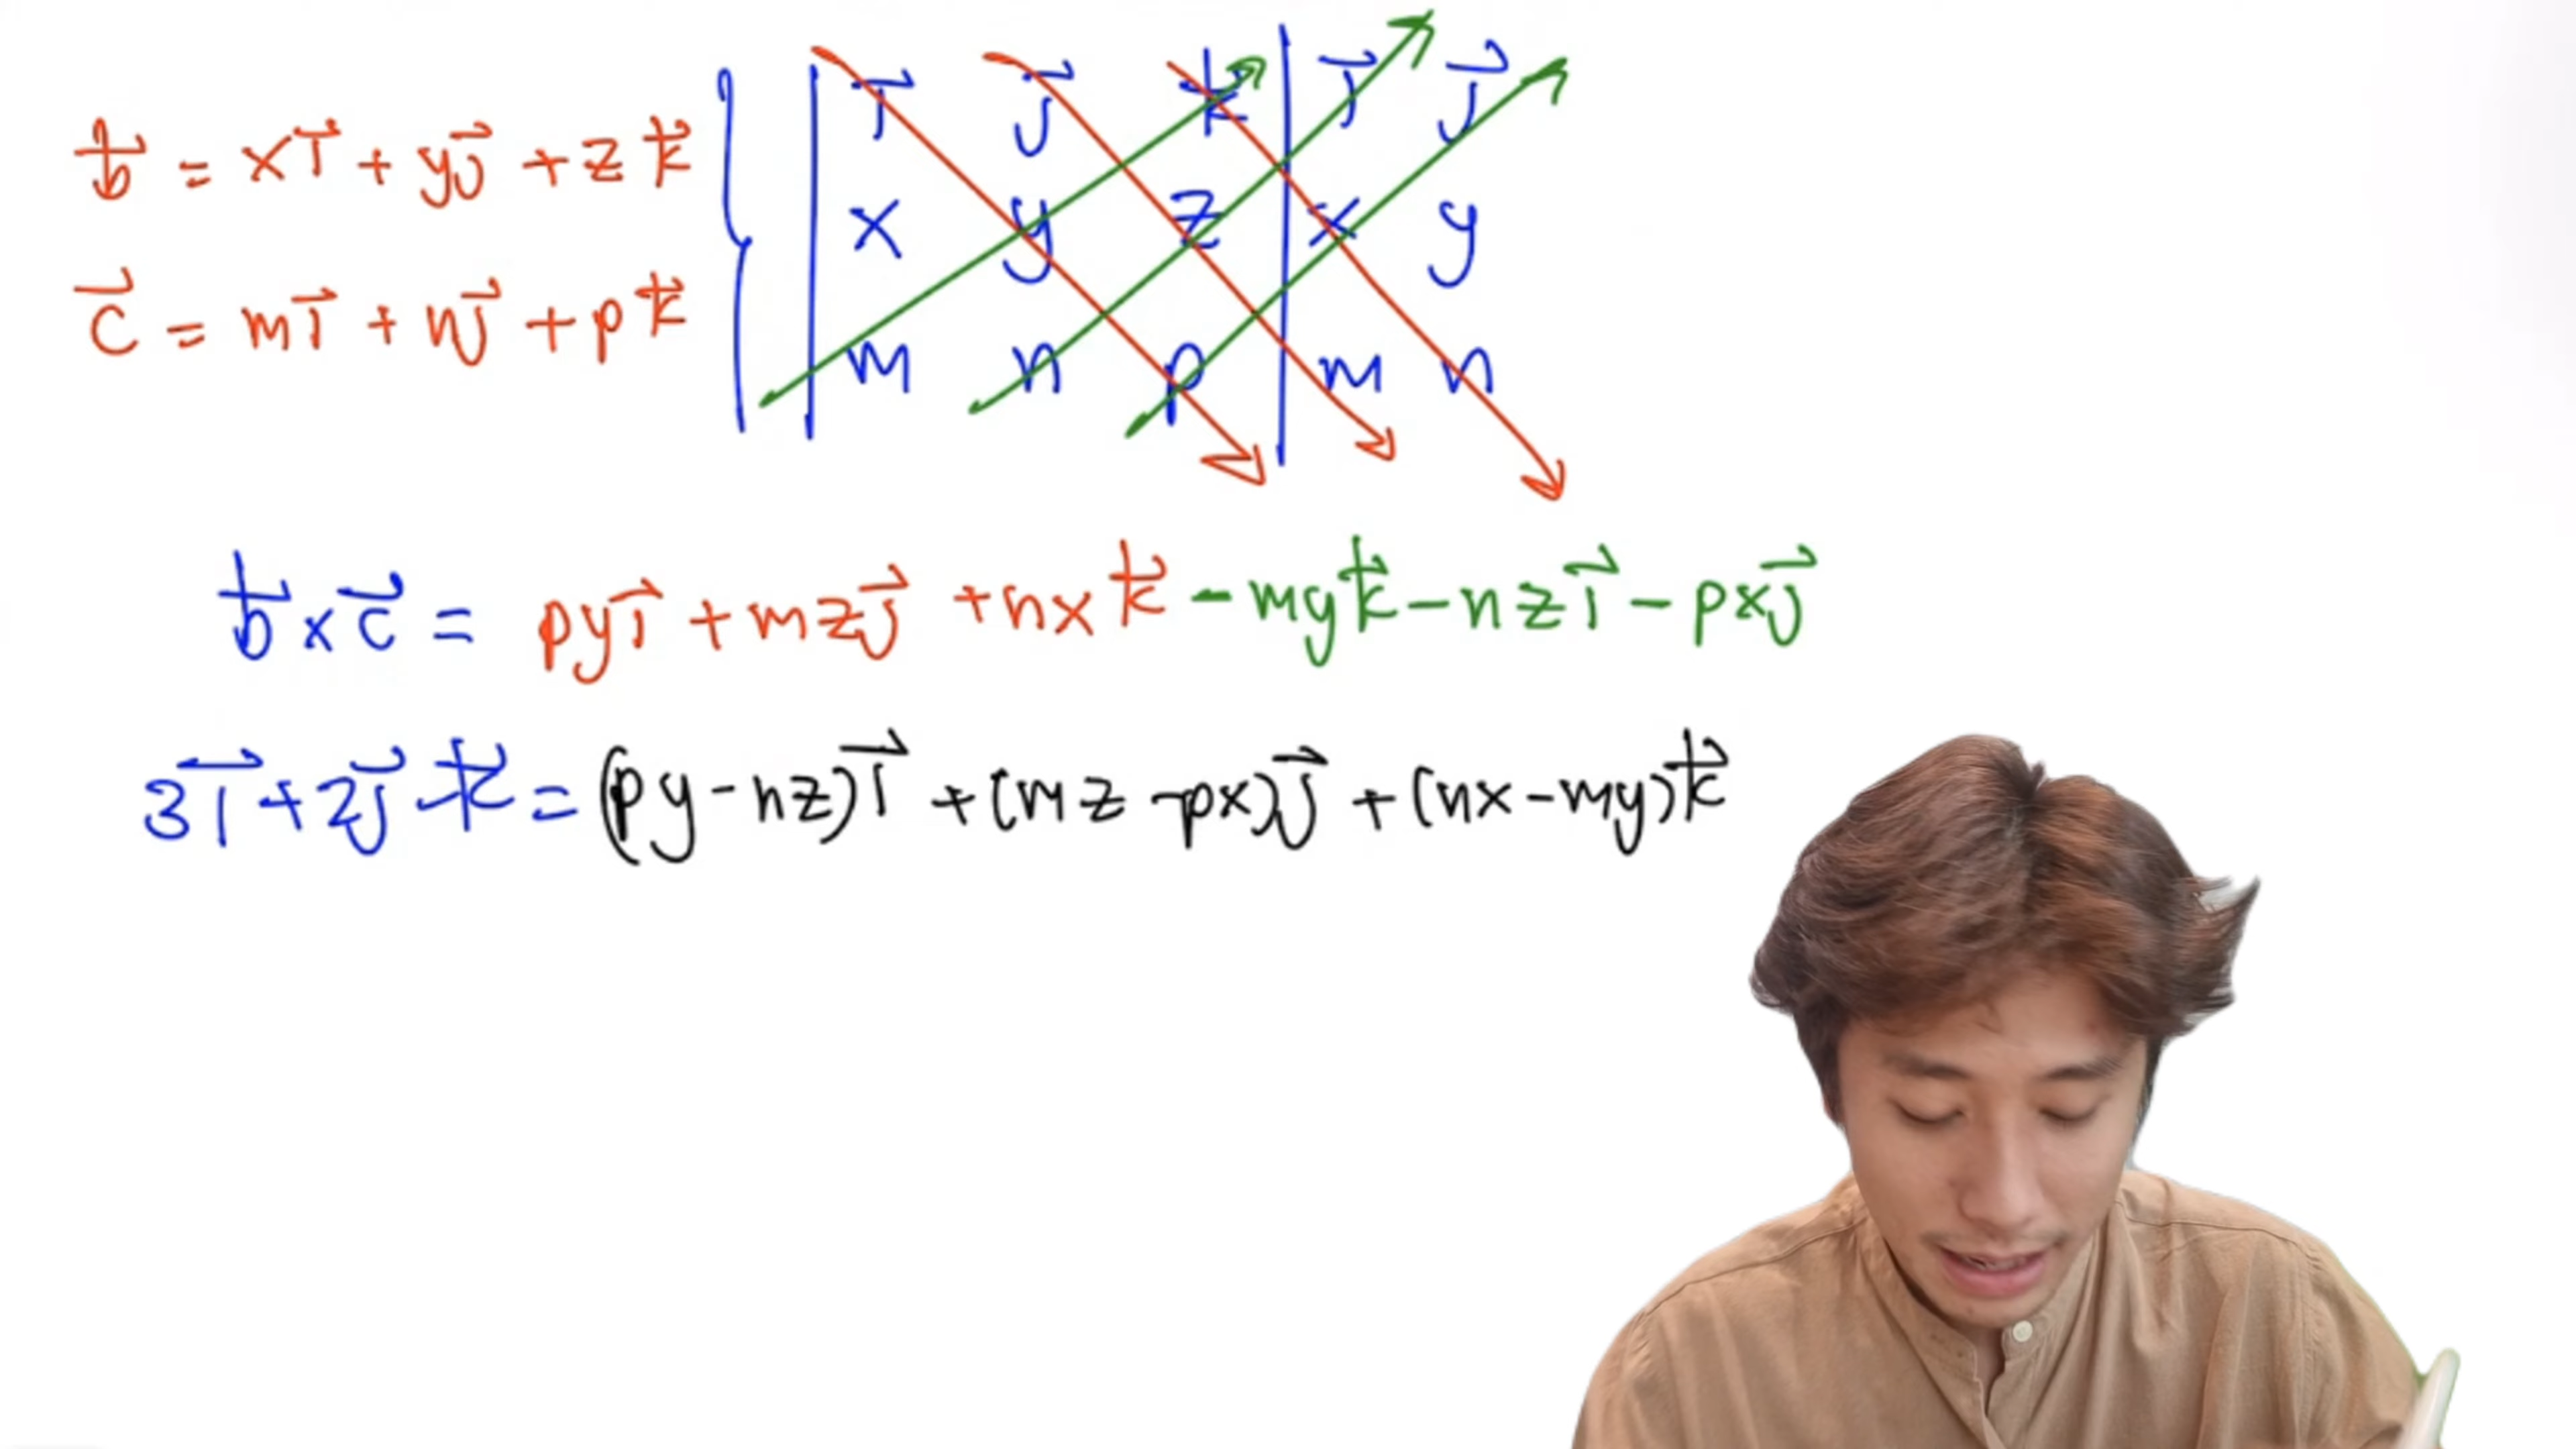 b⃗ = xi⃗ + yj⃗ + zk⃗
c⃗ = mi⃗ + nj⃗ + pk⃗
i⃗ j⃗ k⃗ i⃗ j⃗
x y z x y
m n p m n
b⃗ x c⃗ = pyi⃗ + mzj⃗ + nxk⃗ - myk⃗ - nzi⃗ - pxj⃗
3i⃗ + 2j⃗ - k⃗ = (py - nz)i⃗ + (mz - px)j⃗ + (nx - my)k⃗